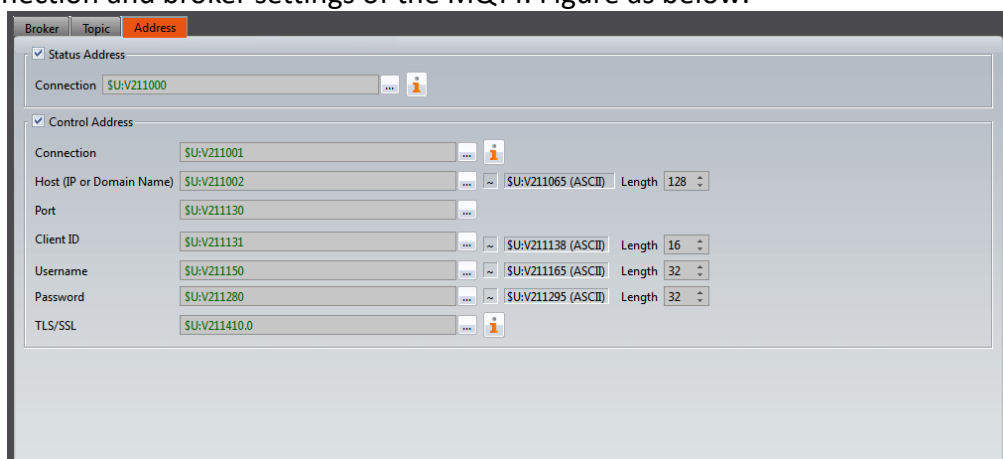 nection and broker settings of the MQTT. Figure as below.
Broker Topic Address
Status Address
Connection $U:V211000 ... i
Control Address
Connection $U:V211001 ... i
Host (IP or Domain Name) $U:V211002 ... ~ $U:V211065 (ASCII) Length 128
Port $U:V211130 ...
Client ID $U:V211131 ... ~ $U:V211138 (ASCII) Length 16
Username $U:V211150 ... ~ $U:V211165 (ASCII) Length 32
Password $U:V211280 ... ~ $U:V211295 (ASCII) Length 32
TLS/SSL $U:V211410.0 ... i